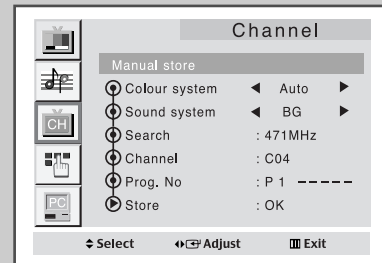 Channel
Manual store
Colour system ◀ Auto ▶
Sound system ◀ BG ▶
CH
Search : 471MHz
Channel : C04
Prog. No : P 1 -----
PC
Store : OK
Select Adjust Exit